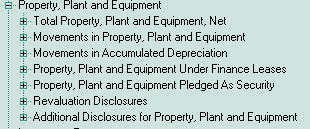 Property, Plant and Equipment
Total Property, Plant and Equipment, Net
Movements in Property, Plant and Equipment
Movements in Accumulated Depreciation
Property, Plant and Equipment Under Finance Leases
Property, Plant and Equipment Pledged As Security
Revaluation Disclosures
Additional Disclosures for Property, Plant and Equipment